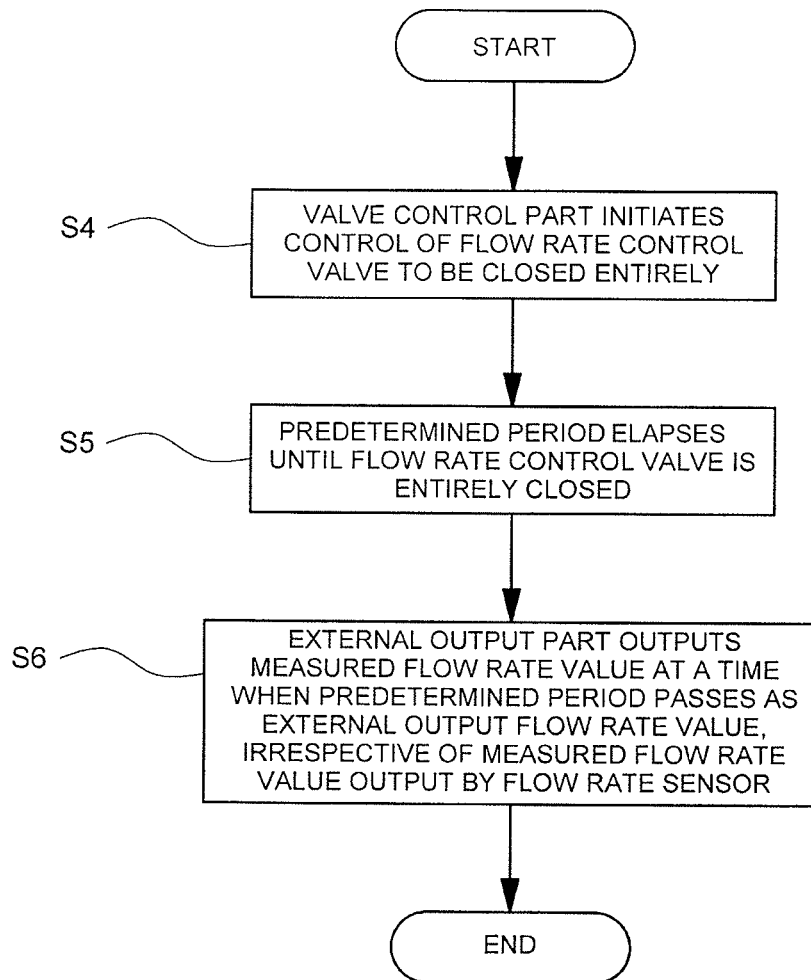 START
S4
VALVE CONTROL PART INITIATES
CONTROL OF FLOW RATE CONTROL
VALVE TO BE CLOSED ENTIRELY
S5
PREDETERMINED PERIOD ELAPSES
UNTIL FLOW RATE CONTROL VALVE IS
ENTIRELY CLOSED
S6
EXTERNAL OUTPUT PART OUTPUTS
MEASURED FLOW RATE VALUE AT A TIME
WHEN PREDETERMINED PERIOD PASSES AS
EXTERNAL OUTPUT FLOW RATE VALUE,
IRRESPECTIVE OF MEASURED FLOW RATE
VALUE OUTPUT BY FLOW RATE SENSOR
END